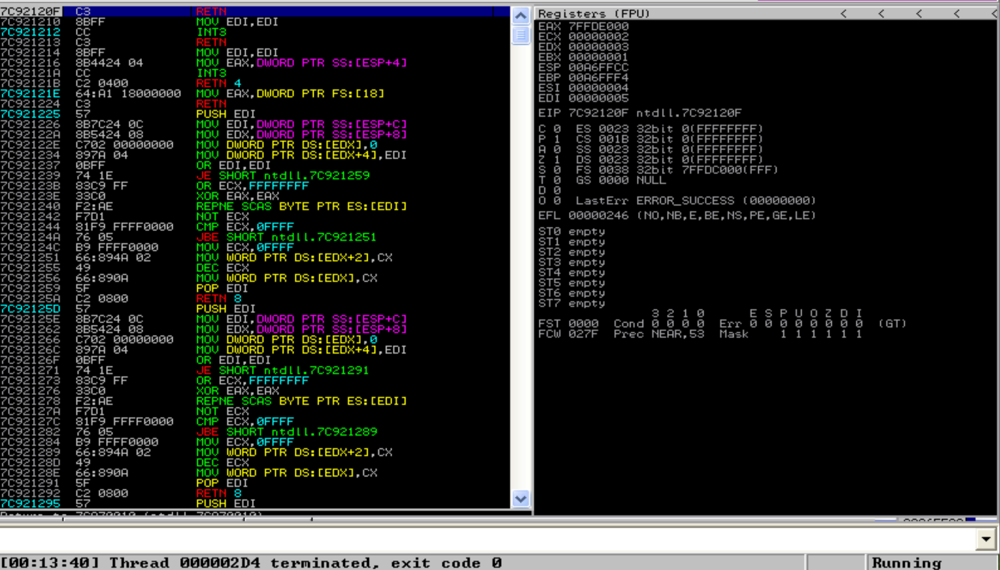 7C92120F C3 RETN
7C921210 8BFF MOV EDI,EDI
7C921212 CC INT3
7C921213 C3 RETN
7C921214 8BFF MOV EDI,EDI
7C921216 8B4424 04 MOV EAX,DWORD PTR SS:[ESP+4]
7C92121A CC INT3
7C92121B C2 0400 RETN 4
7C92121E 64:A1 18000000 MOV EAX,DWORD PTR FS:[18]
7C921224 C3 RETN
7C921225 57 PUSH EDI
7C921226 8B7C24 0C MOV EDI,DWORD PTR SS:[ESP+C]
7C92122A 8B5424 08 MOV EDX,DWORD PTR SS:[ESP+8]
7C92122E C702 00000000 MOV DWORD PTR DS:[EDX],0
7C921234 897A 04 MOV DWORD PTR DS:[EDX+4],EDI
7C921237 0BFF OR EDI,EDI
7C921239 74 1E JE SHORT ntdll.7C921259
7C92123B 83C9 FF OR ECX,FFFFFFFF
7C92123E 33C0 XOR EAX,EAX
7C921240 F2:AE REPNE SCAS BYTE PTR ES:[EDI]
7C921242 F7D1 NOT ECX
7C921244 81F9 FFFF0000 CMP ECX,0FFFF
7C92124A 76 05 JBE SHORT ntdll.7C921251
7C92124C B9 FFFF0000 MOV ECX,0FFFF
7C921251 66:894A 02 MOV WORD PTR DS:[EDX+2],CX
7C921255 49 DEC ECX
7C921256 66:890A MOV WORD PTR DS:[EDX],CX
7C921259 5F POP EDI
7C92125A C2 0800 RETN 8
7C92125D 57 PUSH EDI
7C92125E 8B7C24 0C MOV EDI,DWORD PTR SS:[ESP+C]
7C921262 8B5424 08 MOV EDX,DWORD PTR SS:[ESP+8]
7C921266 C702 00000000 MOV DWORD PTR DS:[EDX],0
7C92126C 897A 04 MOV DWORD PTR DS:[EDX+4],EDI
7C92126F 0BFF OR EDI,EDI
7C921271 74 1E JE SHORT ntdll.7C921291
7C921273 83C9 FF OR ECX,FFFFFFFF
7C921276 33C0 XOR EAX,EAX
7C921278 F2:AE REPNE SCAS BYTE PTR ES:[EDI]
7C92127A F7D1 NOT ECX
7C92127C 81F9 FFFF0000 CMP ECX,0FFFF
7C921282 76 05 JBE SHORT ntdll.7C921289
7C921284 B9 FFFF0000 MOV ECX,0FFFF
7C921289 66:894A 02 MOV WORD PTR DS:[EDX+2],CX
7C92128D 49 DEC ECX
7C92128E 66:890A MOV WORD PTR DS:[EDX],CX
7C921291 5F POP EDI
7C921292 C2 0800 RETN 8
7C921295 57 PUSH EDI
Registers (FPU) < < < < <
EAX 7FFDE000
ECX 00000002
EDX 00000003
EBX 00000001
ESP 00A6FFCC
EBP 00A6FFF4
ESI 00000004
EDI 00000005
EIP 7C92120F ntdll.7C92120F
C 0 ES 0023 32bit 0(FFFFFFFF)
P 1 CS 001B 32bit 0(FFFFFFFF)
A 0 SS 0023 32bit 0(FFFFFFFF)
Z 1 DS 0023 32bit 0(FFFFFFFF)
S 0 FS 0038 32bit 7FFDC000(FFF)
T 0 GS 0000 NULL
D 0
O 0 LastErr ERROR_SUCCESS (00000000)
EFL 00000246 (NO,NB,E,BE,NS,PE,GE,LE)
ST0 empty
ST1 empty
ST2 empty
ST3 empty
ST4 empty
ST5 empty
ST6 empty
ST7 empty
3 2 1 0 E S P U O Z D I
FST 0000 Cond 0 0 0 0 Err 0 0 0 0 0 0 0 0 (GT)
FCW 027F Prec NEAR,53 Mask 1 1 1 1 1 1
[00:13:40] Thread 000002D4 terminated, exit code 0
Running